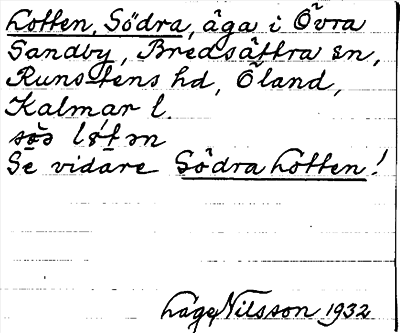 Lotten, Södra, äga i Övra
Sandby, Bredsättra sn,
Runstens hd, Öland,
Kalmar l.
Se vidare Södra Lotten!
Lage Nilsson 1932